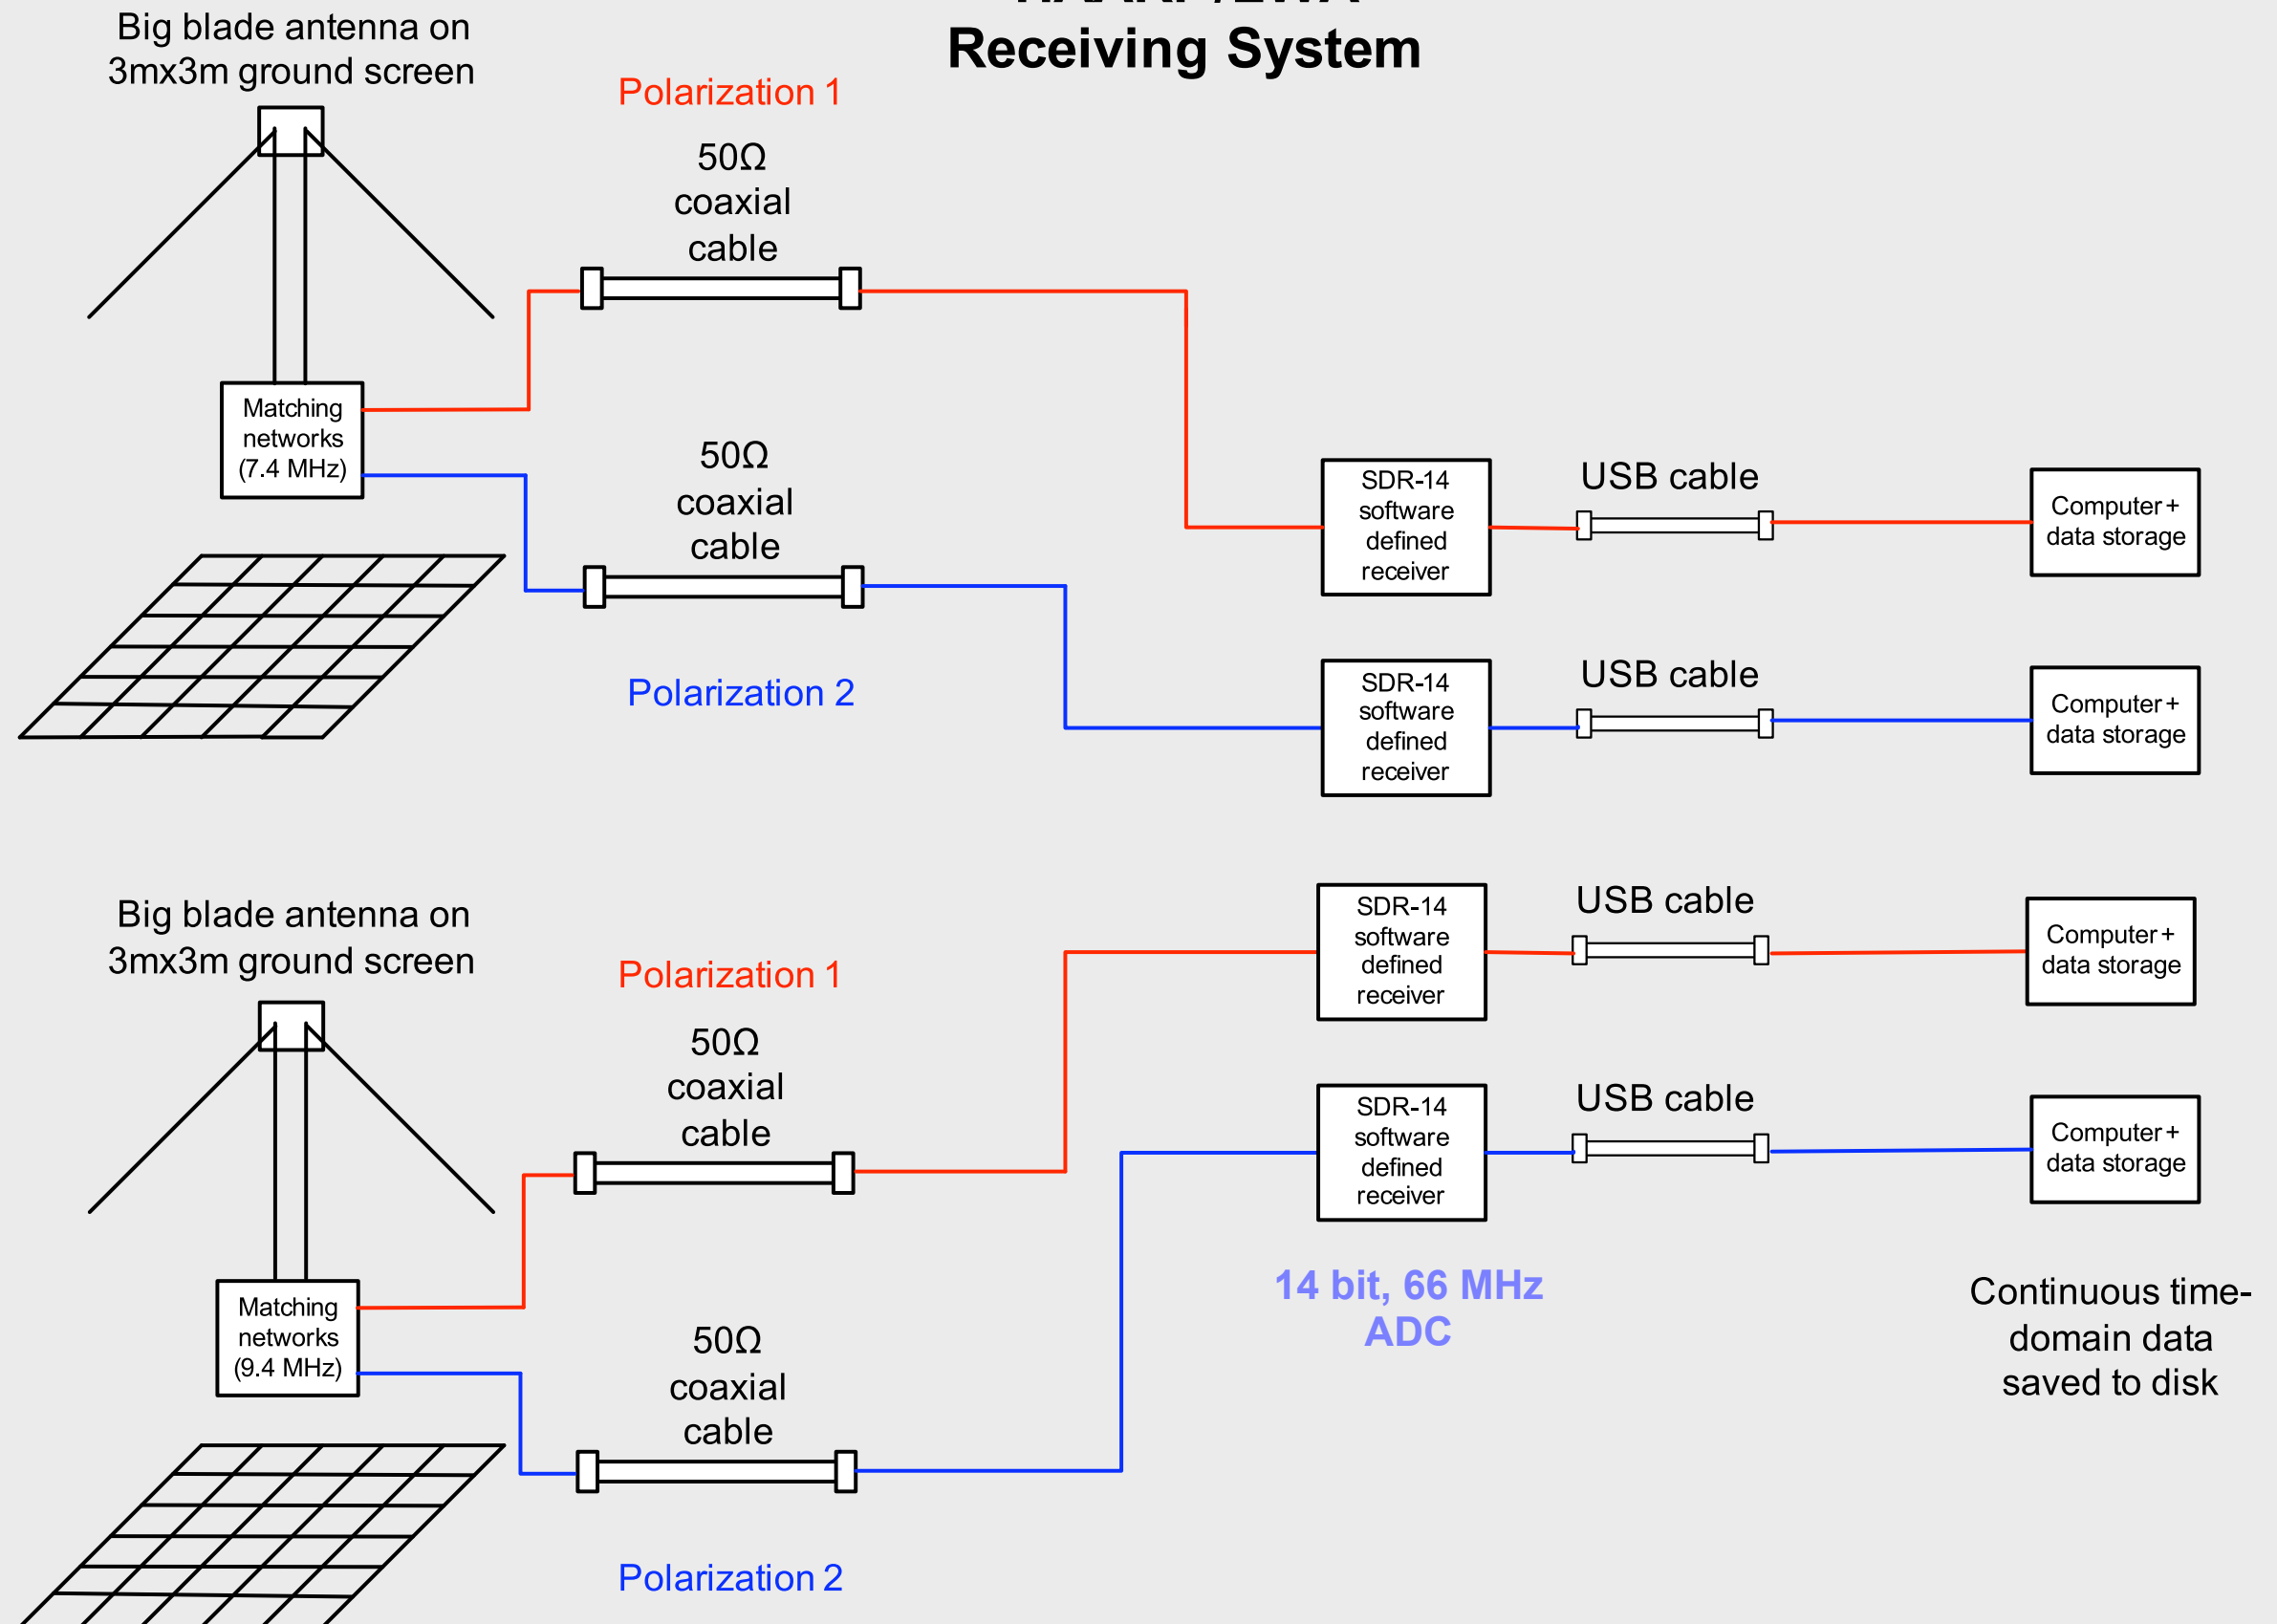 Receiving System
Big blade antenna on
3mx3m ground screen
Polarization 1
50Ω
coaxial
cable
Matching
networks
(7.4 MHz)
50Ω
coaxial
cable
Polarization 2
SDR-14
software
defined
receiver
USB cable
Computer +
data storage
SDR-14
software
defined
receiver
USB cable
Computer +
data storage
Big blade antenna on
3mx3m ground screen
Polarization 1
50Ω
coaxial
cable
Matching
networks
(9.4 MHz)
50Ω
coaxial
cable
Polarization 2
SDR-14
software
defined
receiver
USB cable
Computer +
data storage
SDR-14
software
defined
receiver
USB cable
Computer +
data storage
14 bit, 66 MHz
ADC
Continuous time-
domain data
saved to disk